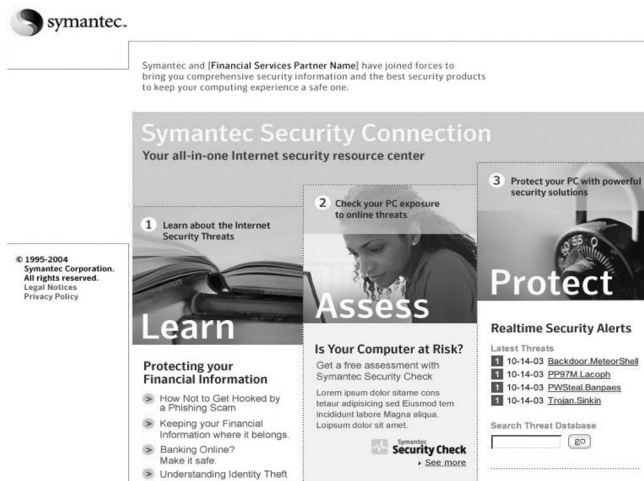 symantec.
Symantec and [Financial Services Partner Name] have joined forces to
bring you comprehensive security information and the best security products
to keep your computing experience a safe one.
Symantec Security Connection
Your all-in-one Internet security resource center
1 Learn about the Internet
Security Threats
Learn
Protecting your
Financial Information
> How Not to Get Hooked by
a Phishing Scam
> Keeping your Financial
Information where it belongs.
> Banking Online?
Make it safe.
> Understanding Identity Theft
2 Check your PC exposure
to online threats
Assess
Is Your Computer at Risk?
Get a free assessment with
Symantec Security Check
Lorem ipsum dolor sitame cons
tetaur adipisicing sed Eiusmod tem
incididunt labore Magna aliqua.
Loipsum dolor sit amet.
Symantec
Security Check
See more
3 Protect your PC with powerful
security solutions
Protect
Realtime Security Alerts
Latest Threats
1 10-14-03 Backdoor.MeteorShell
1 10-14-03 PP97M.Lacoph
1 10-14-03 PWSteal.Banpaes
1 10-14-03 Trojan.Sinkin
Search Threat Database
go
© 1995-2004
Symantec Corporation.
All rights reserved.
Legal Notices
Privacy Policy